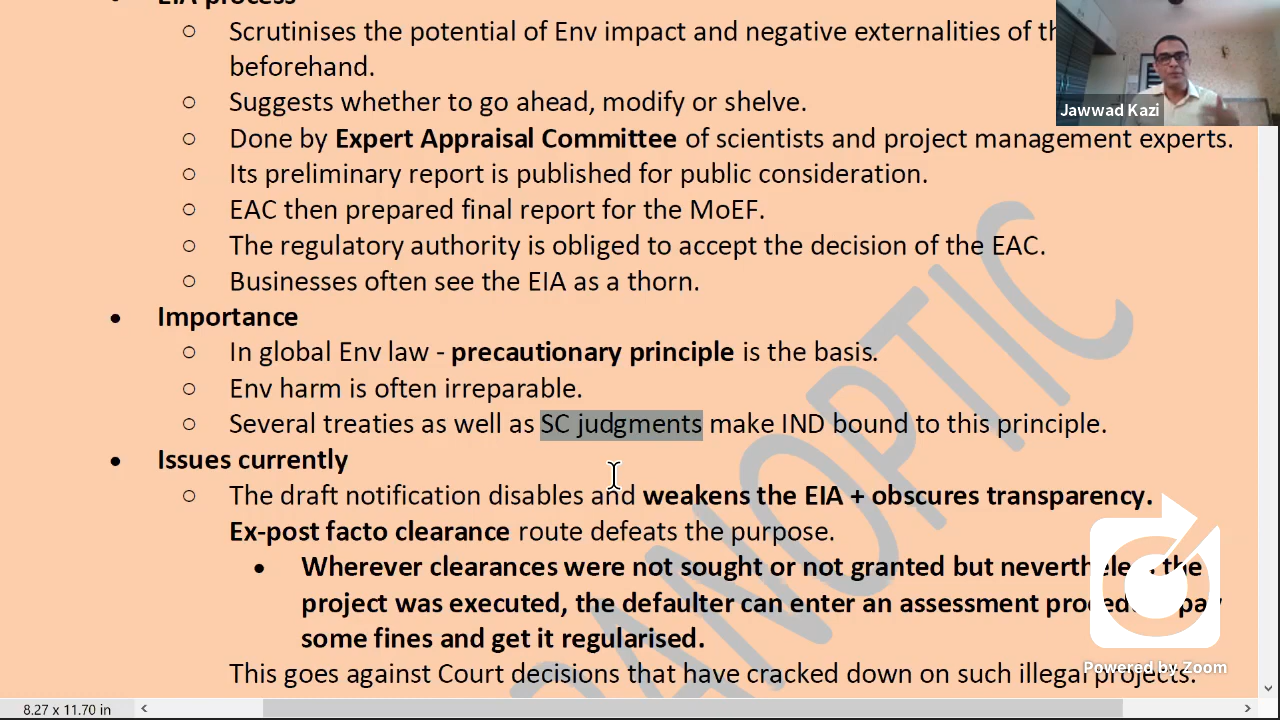 EIA process
○ Scrutinises the potential of Env impact and negative externalities of
beforehand.
○ Suggests whether to go ahead, modify or shelve.
○ Done by Expert Appraisal Committee of scientists and project management experts.
○ Its preliminary report is published for public consideration.
○ EAC then prepared final report for the MoEF.
○ The regulatory authority is obliged to accept the decision of the EAC.
○ Businesses often see the EIA as a thorn.
• Importance
○ In global Env law - precautionary principle is the basis.
○ Env harm is often irreparable.
○ Several treaties as well as SC judgments make IND bound to this principle.
• Issues currently
○ The draft notification disables and weakens the EIA + obscures transparency.
Ex-post facto clearance route defeats the purpose.
• Wherever clearances were not sought or not granted but nevertheless the
project was executed, the defaulter can enter an assessment pay
some fines and get it regularised.
This goes against Court decisions that have cracked down on such illegal projects.
Jawwad Kazi
PANOPTIC
Powered by Zoom
8.27 x 11.70 in